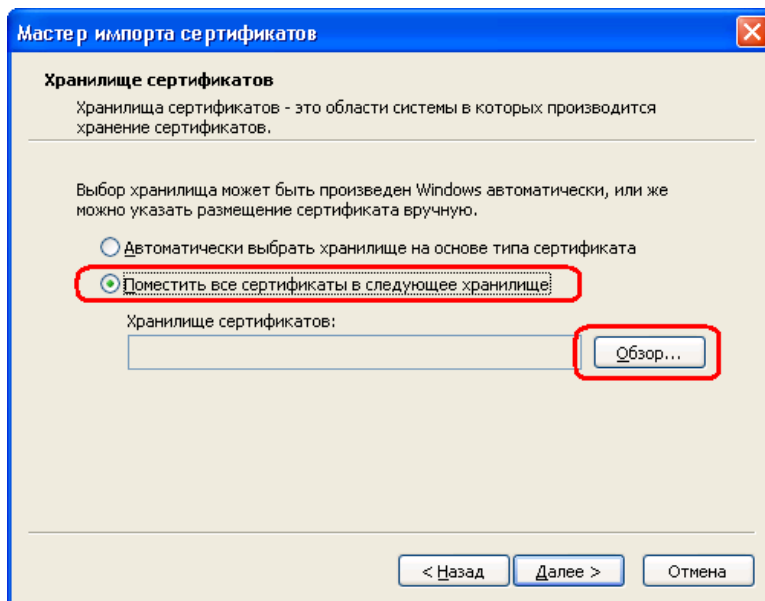 Мастер импорта сертификатов
Хранилище сертификатов
Хранилища сертификатов - это области системы в которых производится
хранение сертификатов.
Выбор хранилища может быть произведен Windows автоматически, или же
можно указать размещение сертификата вручную.
Автоматически выбрать хранилище на основе типа сертификата
Поместить все сертификаты в следующее хранилище
Хранилище сертификатов:
Обзор...
< Назад
Далее >
Отмена